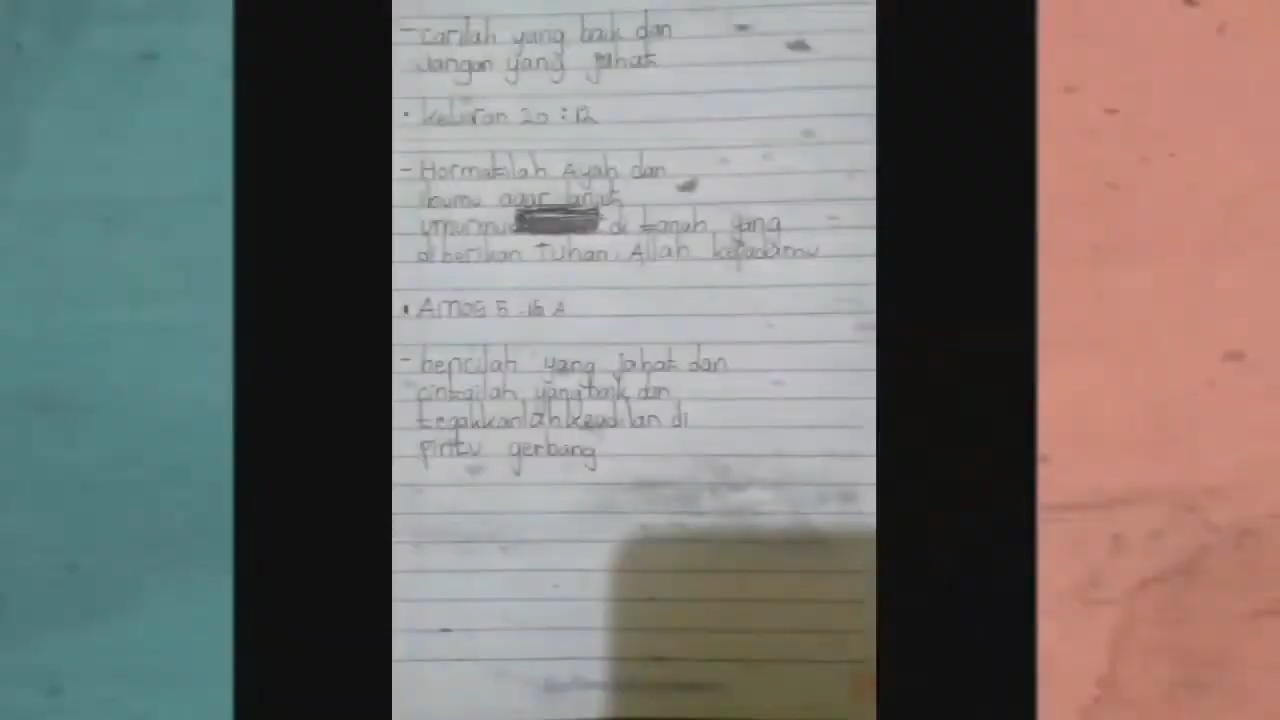 - carilah yang baik dan
Jangan yang jahat
• keluran 20 : 12
- Hormatilah Ayah dan
ibumu agar lanjut
umurmu di tanah yang
diberikan Tuhan Allah kepadamu
• Amos 5 15 A
- bencilah yang jahat dan
cintailah yang baik dan
tegakkanlah keadilan di
pintu gerbang